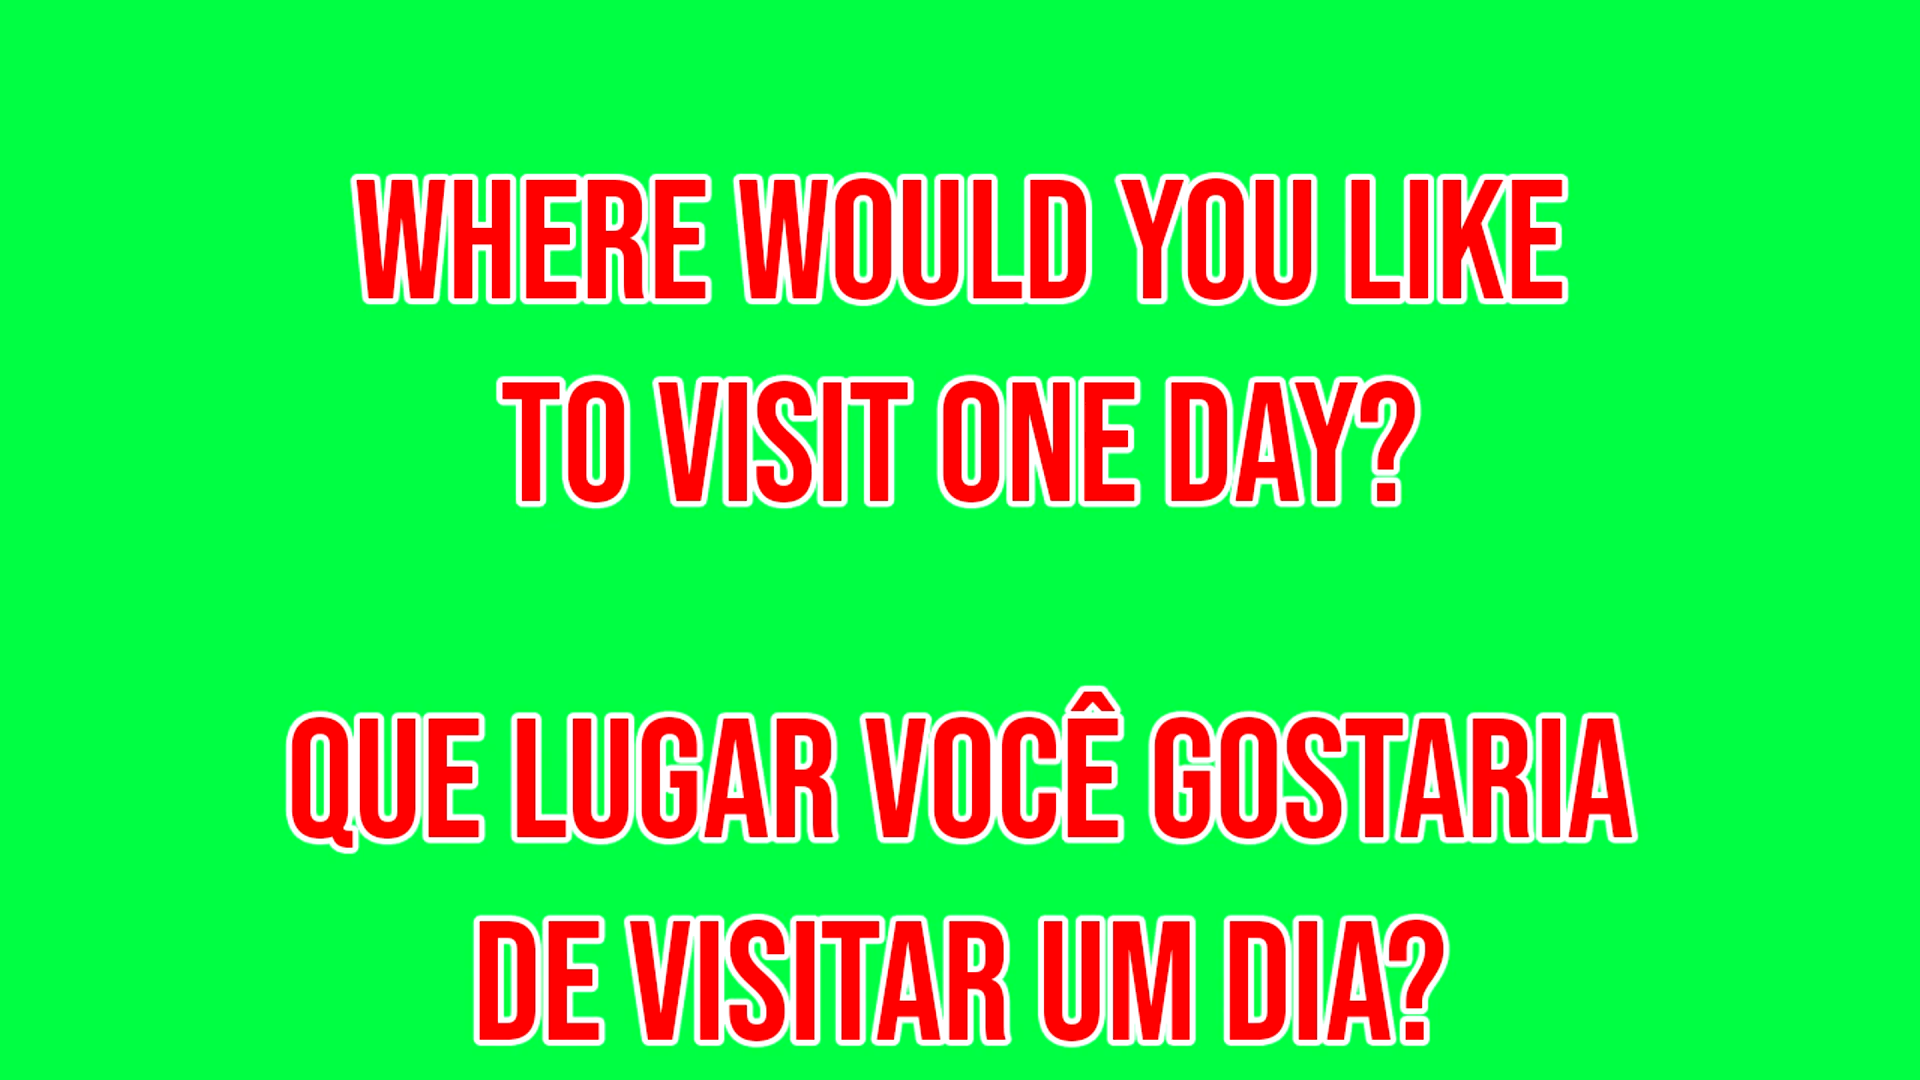 WHERE WOULD YOU LIKE
TO VISIT ONE DAY?
QUE LUGAR VOCÊ GOSTARIA
DE VISITAR UM DIA?